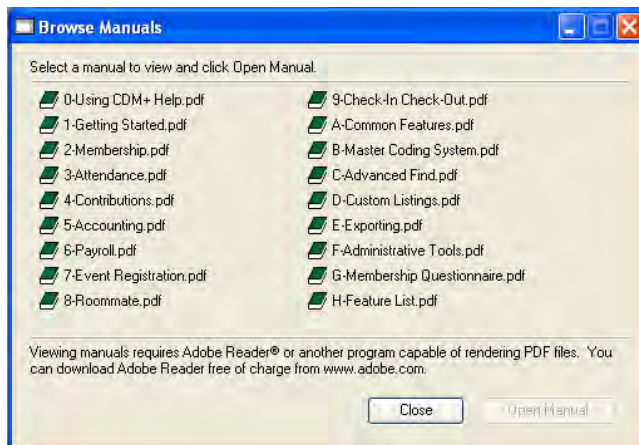 Browse Manuals
Select a manual to view and click Open Manual.
0-Using CDM+ Help.pdf
1-Getting Started.pdf
2-Membership.pdf
3-Attendance.pdf
4-Contributions.pdf
5-Accounting.pdf
6-Payroll.pdf
7-Event Registration.pdf
8-Roommate.pdf
9-Check-In Check-Out.pdf
A-Common Features.pdf
B-Master Coding System.pdf
C-Advanced Find.pdf
D-Custom Listings.pdf
E-Exporting.pdf
F-Administrative Tools.pdf
G-Membership Questionnaire.pdf
H-Feature List.pdf
Viewing manuals requires Adobe Reader® or another program capable of rendering PDF files. You
can download Adobe Reader free of charge from www.adobe.com.
Close
Open Manual